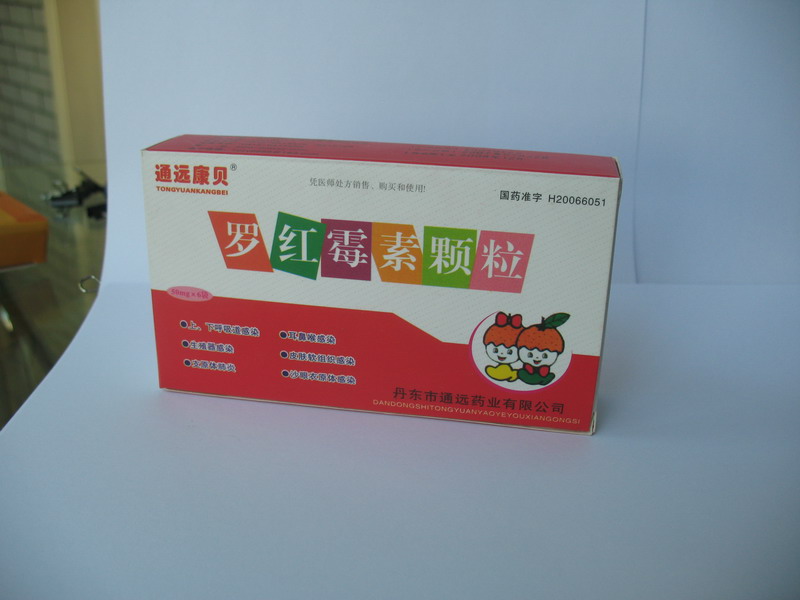 通远康贝®
TONGYUANKANGBEI
凭医师处方销售、购买和使用!
国药准字 H20066051
罗红霉素颗粒
50mg×6袋
●上、下呼吸道感染
●耳鼻喉感染
●生殖器感染
●皮肤软组织感染
●支原体肺炎
●沙眼衣原体感染
丹东市通远药业有限公司
DANDONGSHITONGYUANYAOYEYOUXIANGONGSI